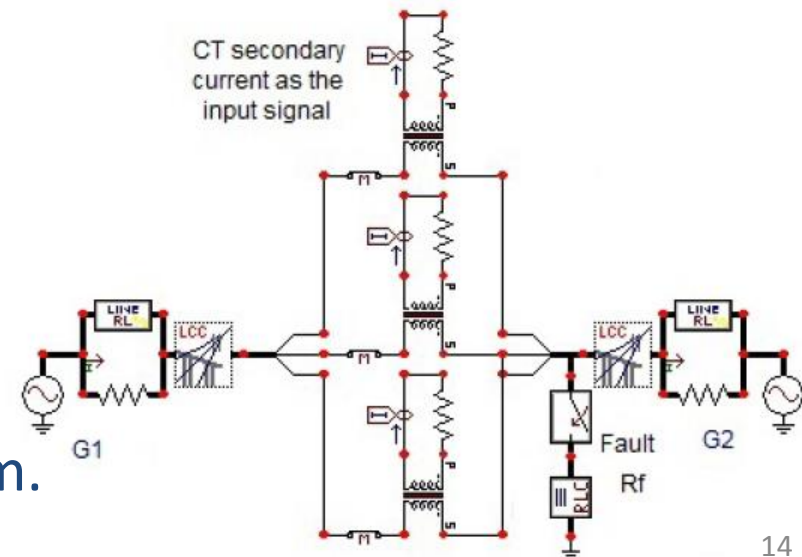 CT secondary
current as the
input signal
I
P
S
M
I
P
S
M
I
P
S
M
LINE
RL
LCC
G1
LCC
LINE
RL
G2
Fault
Rf
RLC
m.
14